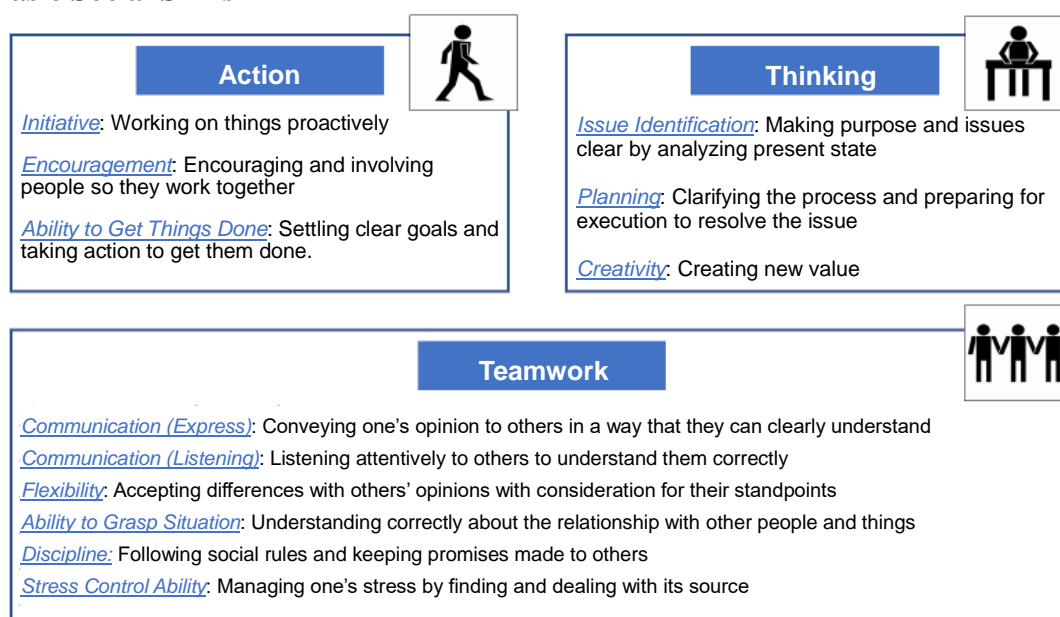 Action
Initiative: Working on things proactively
Encouragement: Encouraging and involving
people so they work together
Ability to Get Things Done: Settling clear goals and
taking action to get them done.
Thinking
Issue Identification: Making purpose and issues
clear by analyzing present state
Planning: Clarifying the process and preparing for
execution to resolve the issue
Creativity: Creating new value
Teamwork
Communication (Express): Conveying one’s opinion to others in a way that they can clearly understand
Communication (Listening): Listening attentively to others to understand them correctly
Flexibility: Accepting differences with others’ opinions with consideration for their standpoints
Ability to Grasp Situation: Understanding correctly about the relationship with other people and things
Discipline: Following social rules and keeping promises made to others
Stress Control Ability: Managing one’s stress by finding and dealing with its source